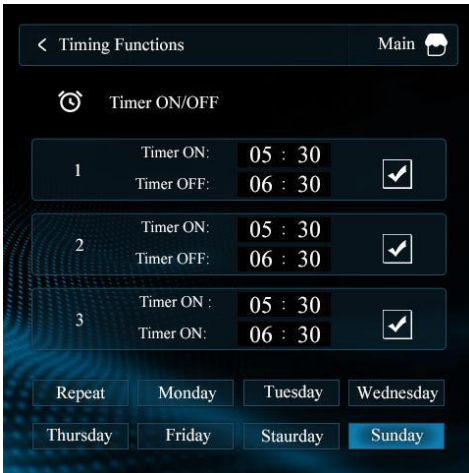 < Timing Functions Main
Timer ON/OFF
1 Timer ON: 05 : 30
Timer OFF: 06 : 30
2 Timer ON: 05 : 30
Timer OFF: 06 : 30
3 Timer ON : 05 : 30
Timer ON: 06 : 30
Repeat Monday Tuesday Wednesday
Thursday Friday Staurday Sunday